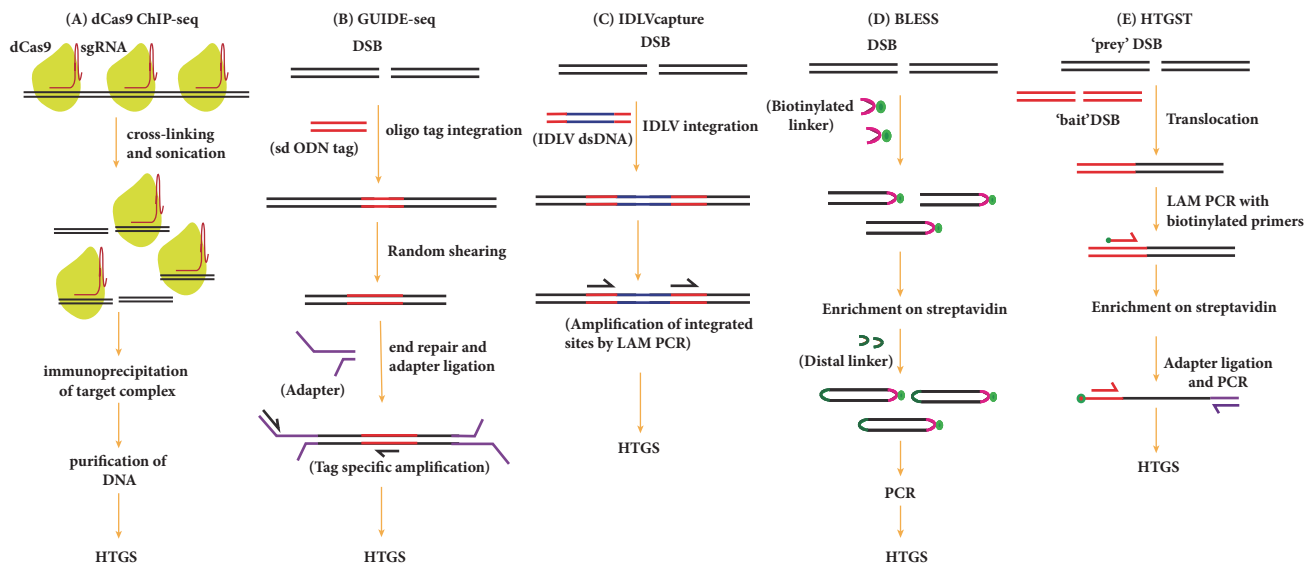 (A) dCas9 ChIP-seq
dCas9
sgRNA
cross-linking
and sonication
immunoprecipitation
of target complex
purification of
DNA
HTGS
(B) GUIDE-seq
DSB
oligo tag integration
(sd ODN tag)
Random shearing
end repair and
adapter ligation
(Adapter)
(Tag specific amplification)
HTGS
(C) IDLVcapture
DSB
IDLV integration
(IDLV dsDNA)
(Amplification of integrated
sites by LAM PCR)
HTGS
(D) BLESS
DSB
(Biotinylated
linker)
Enrichment on streptavidin
(Distal linker)
PCR
HTGS
(E) HTGST
‘prey’ DSB
‘bait’DSB
Translocation
LAM PCR with
biotinylated primers
Enrichment on streptavidin
Adapter ligation
and PCR
HTGS